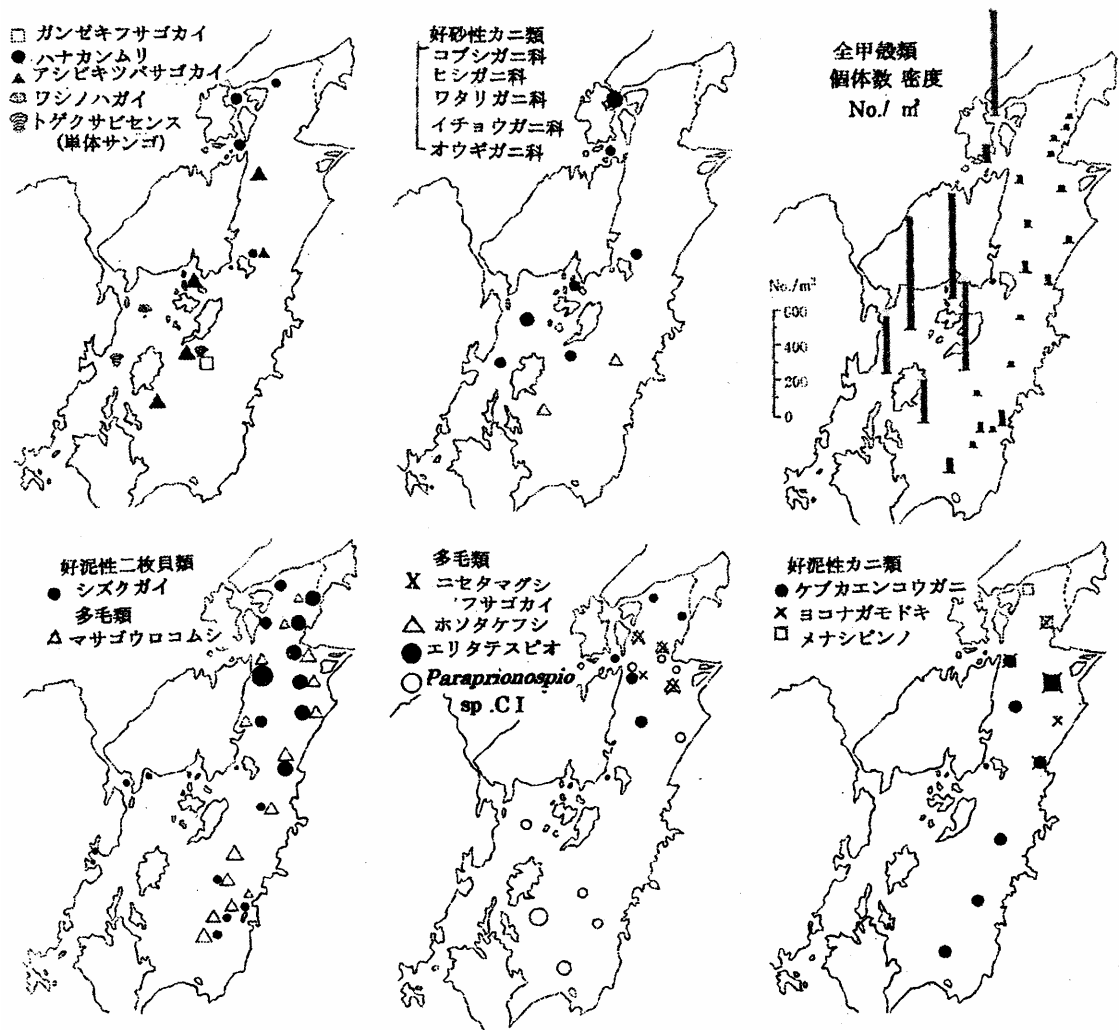 ガンゼキフサゴカイ
ハナカンムリ
アシビキツバサゴカイ
ワシノハガイ
トゲクサビセンス
(単体サンゴ)
好砂性カニ類
コブシガニ科
ヒシガニ科
ワタリガニ科
イチョウガニ科
オウギガニ科
全甲殻類
個体数 密度
No./㎡
No./m²
600
400
200
0
好泥性二枚貝類
シズクガイ
多毛類
マサゴウロコムシ
多毛類
ニセタマグシ
フサゴカイ
ホソタケフシ
エリタテスピオ
Paraprionospio
sp.CI
好泥性カニ類
ケブカエンコウガニ
ヨコナガモドキ
メナシピンノ